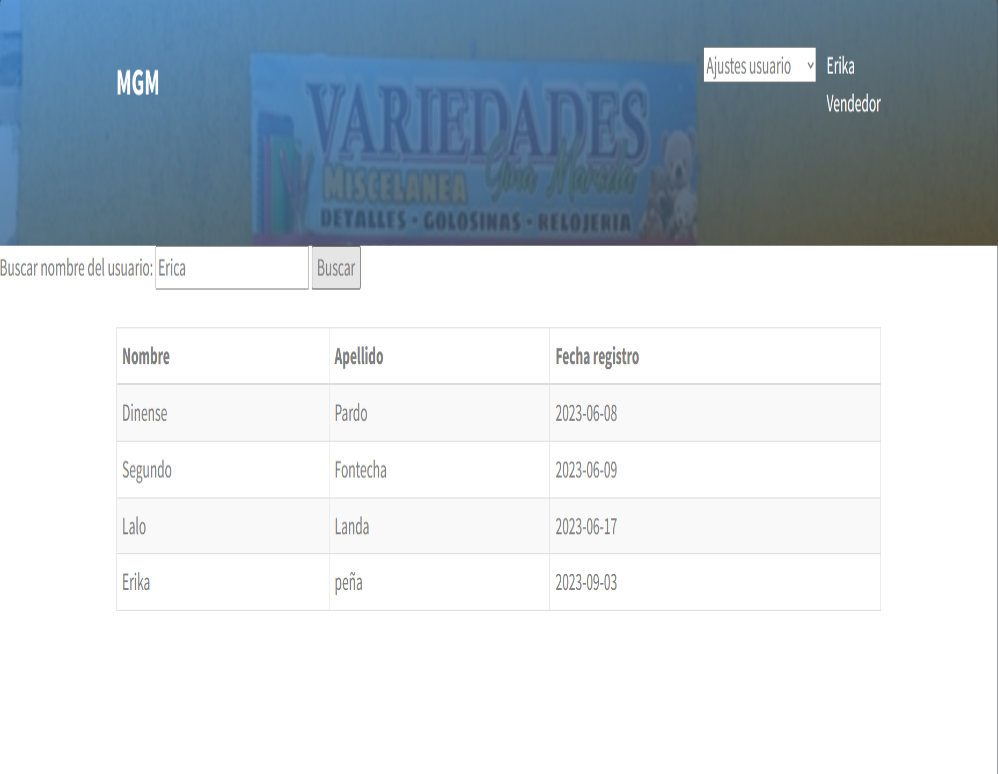 MGM
Ajustes usuario Erika
Vendedor
VARIEDADES
Gina Marcela
MISCELANEA
DETALLES - GOLOSINAS - RELOJERIA
Buscar nombre del usuario: Erica Buscar
Nombre Apellido Fecha registro
Dinense Pardo 2023-06-08
Segundo Fontecha 2023-06-09
Lalo Landa 2023-06-17
Erika peña 2023-09-03